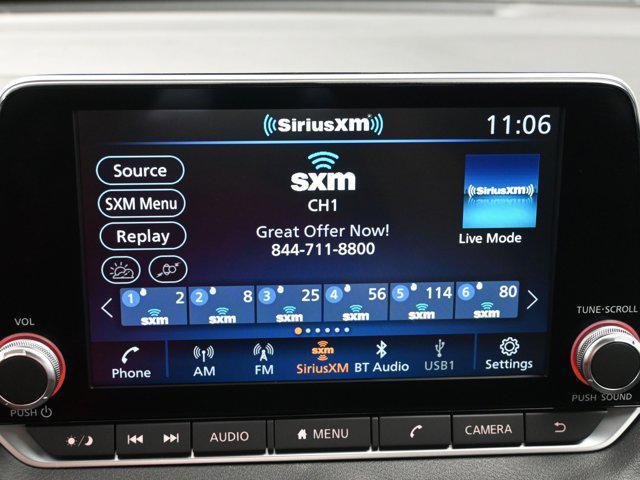 ((SiriusXM)) 11:06
Source
SXM Menu
Replay
sxm
CH1
Great Offer Now!
844-711-8800
((SiriusXM))
Live Mode
1 2 2 8 3 25 4 56 5 114 6 80
sxm sxm sxm sxm sxm sxm
sxm
Phone AM FM SiriusXM BT Audio USB1 Settings
VOL
PUSH
TUNE·SCROLL
PUSH SOUND
AUDIO MENU CAMERA